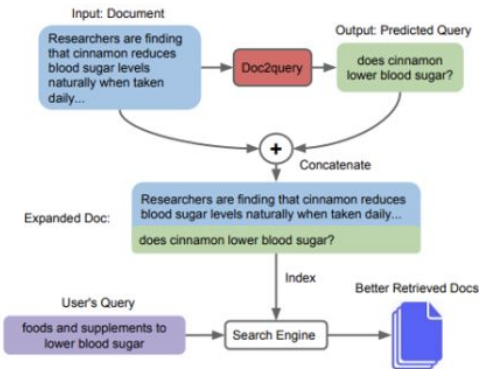 Input: Document
Output: Predicted Query
Researchers are finding
that cinnamon reduces
blood sugar levels
naturally when taken
daily...
Doc2query
does cinnamon
lower blood sugar?
+
Concatenate
Expanded Doc:
Researchers are finding that cinnamon reduces
blood sugar levels naturally when taken daily...
does cinnamon lower blood sugar?
Index
User's Query
Better Retrieved Docs
foods and supplements to
lower blood sugar
Search Engine